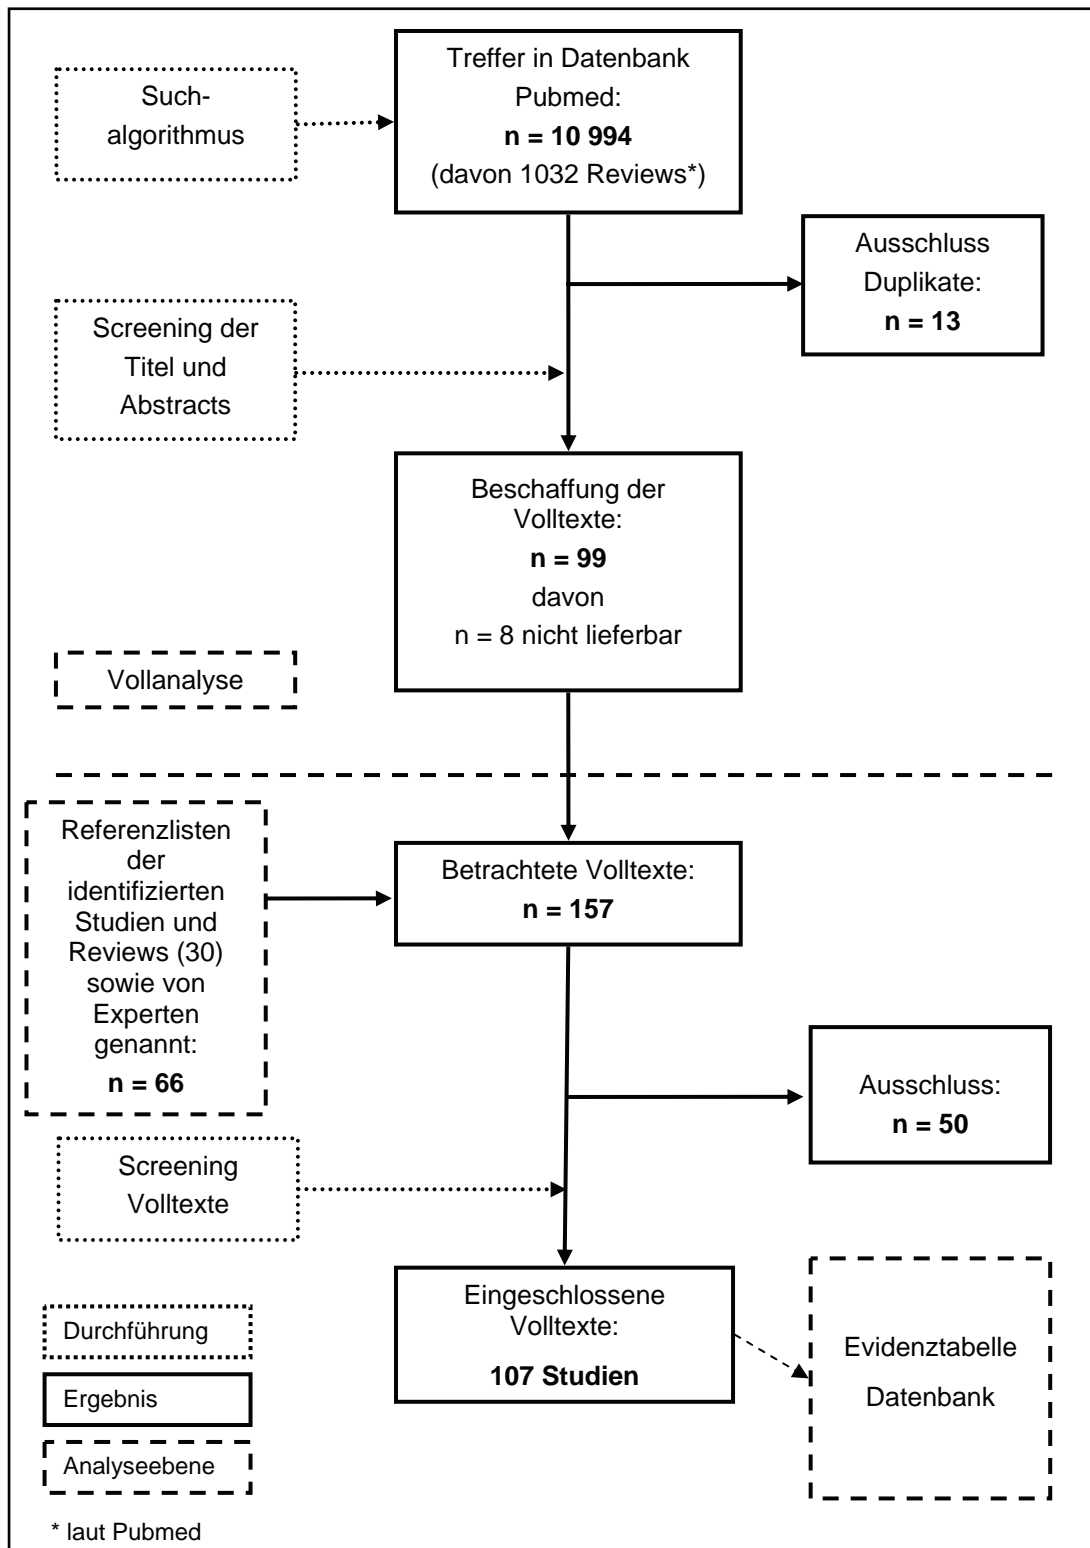 Such-
algorithmus
Treffer in Datenbank
Pubmed:
n = 10 994
(davon 1032 Reviews*)
Ausschluss
Duplikate:
n = 13
Screening der
Titel und
Abstracts
Beschaffung der
Volltexte:
n = 99
davon
n = 8 nicht lieferbar
Vollanalyse
Referenzlisten
der
identifizierten
Studien und
Reviews (30)
sowie von
Experten
genannt:
n = 66
Betrachtete Volltexte:
n = 157
Ausschluss:
n = 50
Screening
Volltexte
Eingeschlossene
Volltexte:
107 Studien
Evidenztabelle
Datenbank
Durchführung
Ergebnis
Analyseebene
* laut Pubmed